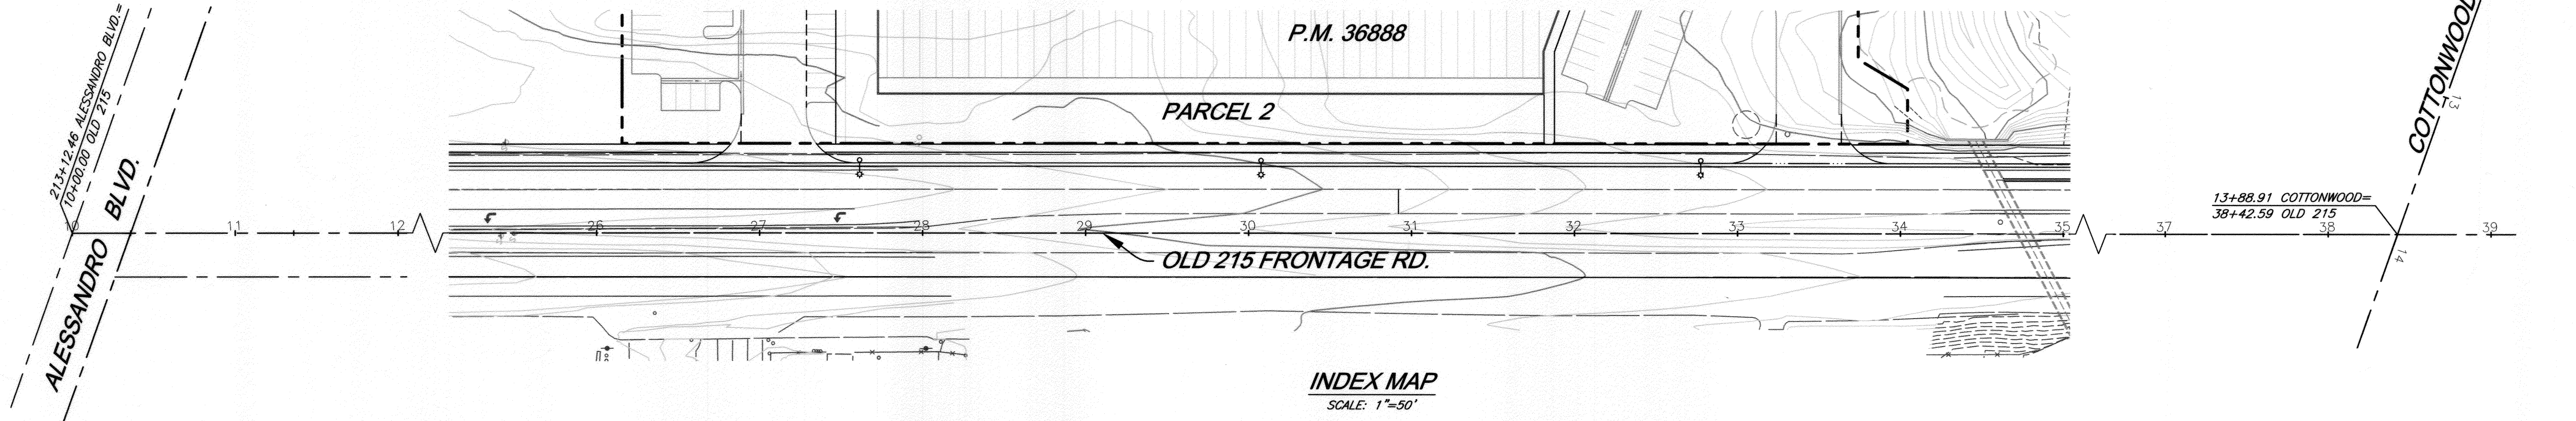 213+12.46 ALESSANDRO BLVD.=
10+00.00 OLD 215
ALESSANDRO BLVD.
P.M. 36888
PARCEL 2
10 11 12 26 27 28 29 30 31 32 33 34 35 37 38 39
OLD 215 FRONTAGE RD.
COTTONWOOD
13
13+88.91 COTTONWOOD=
38+42.59 OLD 215
14
INDEX MAP
SCALE: 1"=50'